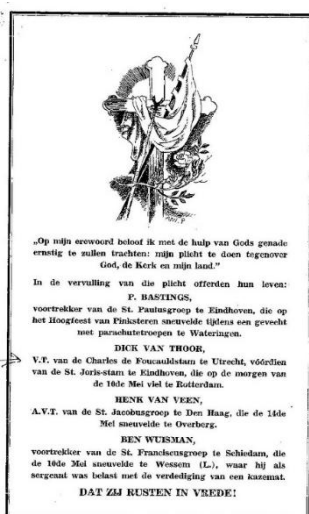 „Op mijn erewoord beloof ik met de hulp van Gods genade
ernstig te zullen trachten: mijn plicht te doen tegenover
God, de Kerk en mijn land.”
In de vervulling van die plicht offerden hun leven:
P. BASTINGS,
voortrekker van de St. Paulusgroep te Eindhoven, die op
het Hoogfeest van Pinksteren sneuvelde tijdens een gevecht
met parachutetroepen te Wateringen.
DICK VAN THOOR,
V.T. van de Charles de Foucauldstam te Utrecht, vóórdien
van de St. Joris-stam te Eindhoven, die op de morgen van
de 10de Mei viel te Rotterdam.
HENK VAN VEEN,
A.V.T. van de St. Jacobusgroep te Den Haag, die de 14de
Mei sneuvelde te Overberg.
BEN WUISMAN,
voortrekker van de St. Franciscusgroep te Schiedam, die
de 10de Mei sneuvelde te Wessem (L.), waar hij als
sergeant was belast met de verdediging van een kazemat.
DAT ZIJ RUSTEN IN VREDE!